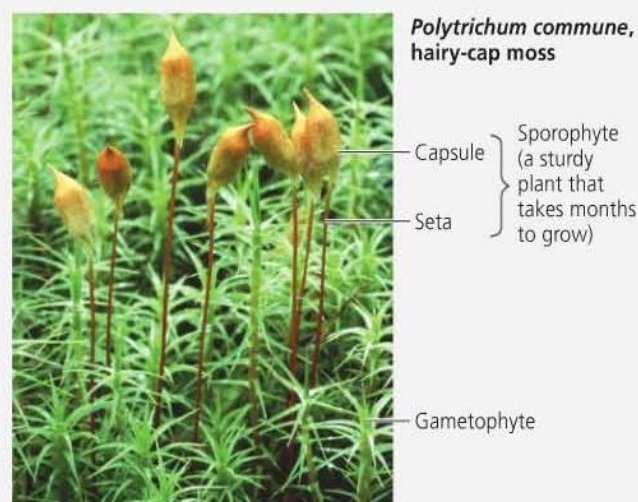 Polytrichum commune,
hairy-cap moss
Capsule
Seta
Sporophyte
(a sturdy
plant that
takes months
to grow)
Gametophyte